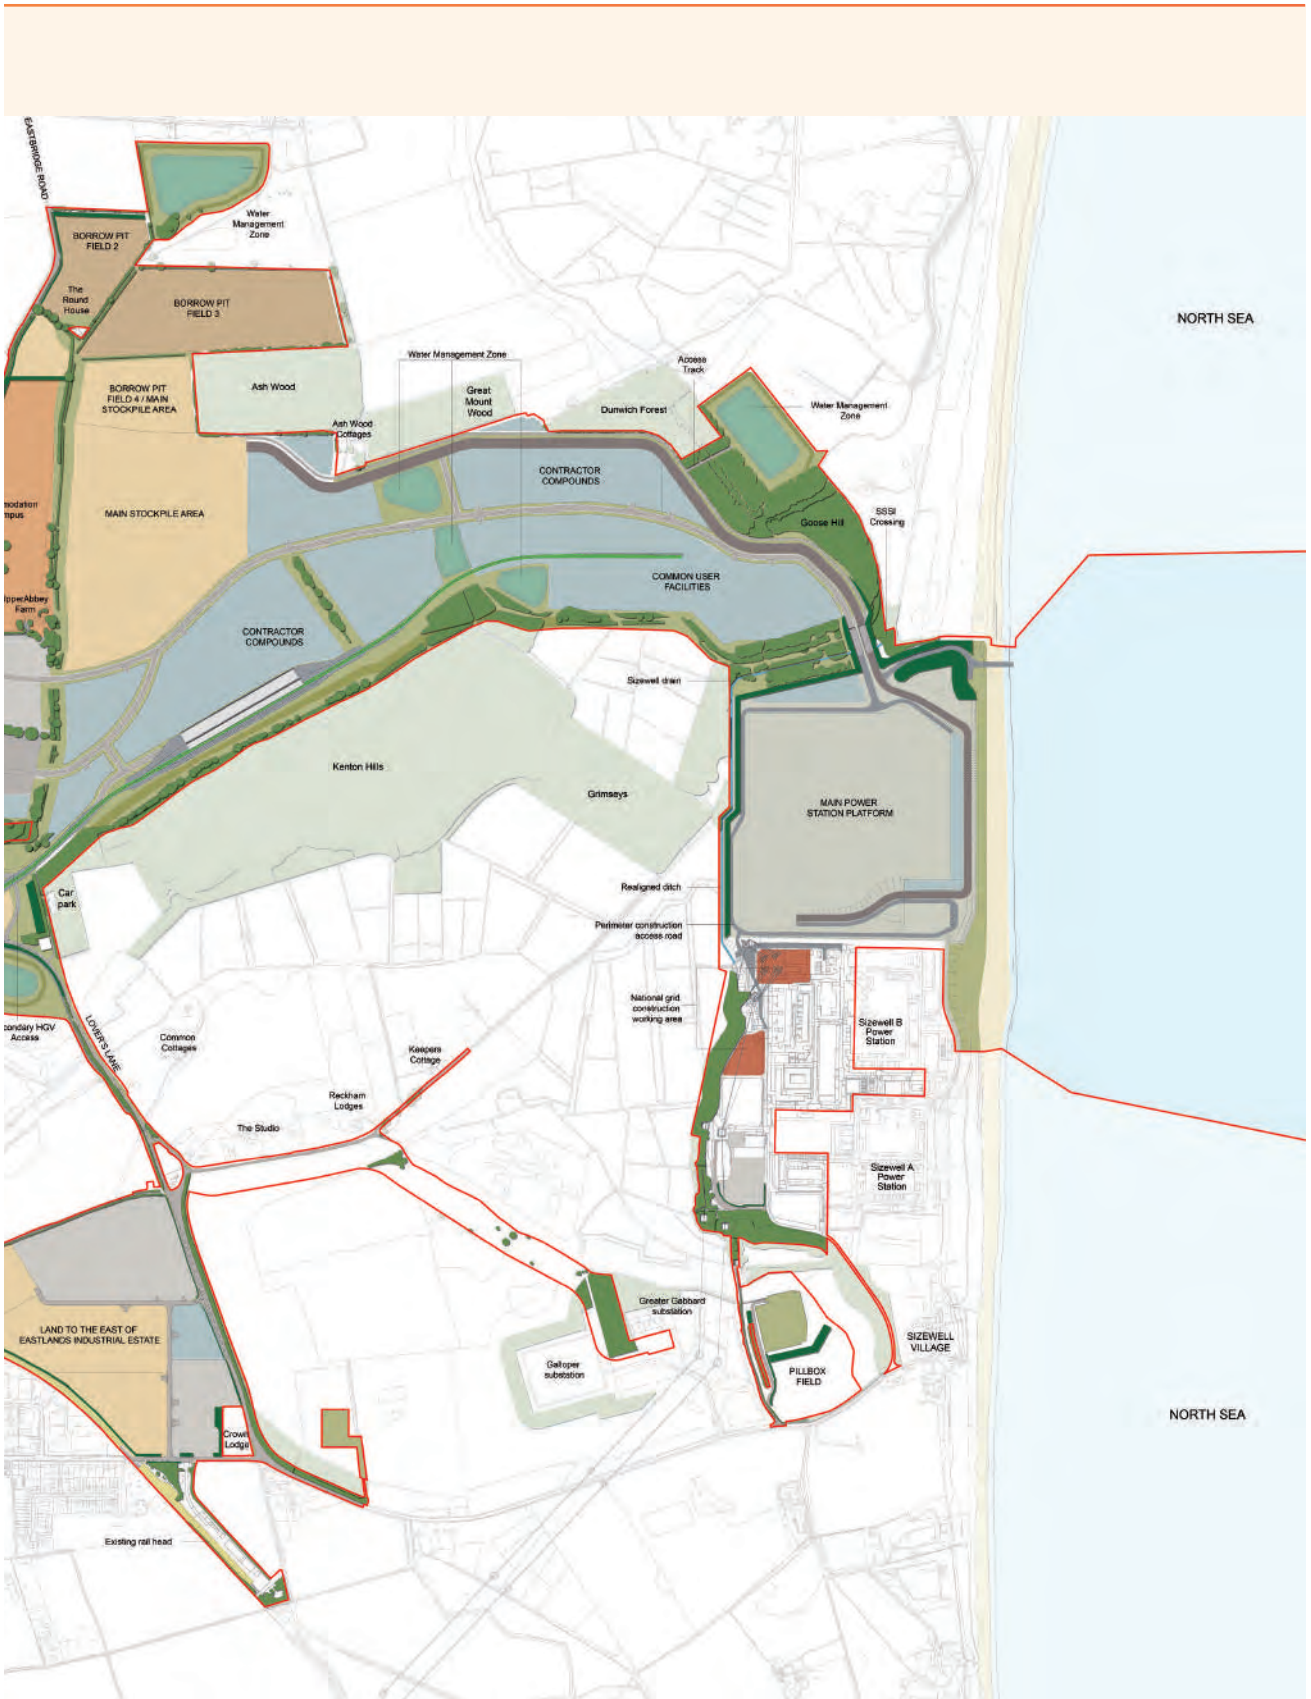 EASTBRIDGE ROAD
Water
Management
Zone
BORROW PIT
FIELD 2
The
Round
House
BORROW PIT
FIELD 3
NORTH SEA
Water Management Zone
Access
Track
BORROW PIT
FIELD 4 / MAIN
STOCKPILE AREA
Ash Wood
Great
Mount
Wood
Dunwich Forest
Water Management
Zone
Ash Wood
Cottages
CONTRACTOR
COMPOUNDS
MAIN STOCKPILE AREA
Goose Hill
SSSI
Crossing
modation
mpus
COMMON USER
FACILITIES
UpperAbbey
Farm
CONTRACTOR
COMPOUNDS
Sizewell drain
Kenton Hills
Grimseys
MAIN POWER
STATION PLATFORM
Car
park
Realigned ditch
Perimeter construction
access road
National grid
construction
working area
condary HGV
Access
LOVER'S LANE
Common
Cottages
Keepers
Cottage
Sizewell B
Power
Station
Reckham
Lodges
The Studio
Sizewell A
Power
Station
Greater Gabbard
substation
LAND TO THE EAST OF
EASTLANDS INDUSTRIAL ESTATE
SIZEWELL
VILLAGE
Galloper
substation
PILLBOX
FIELD
NORTH SEA
Crown
Lodge
Existing rail head